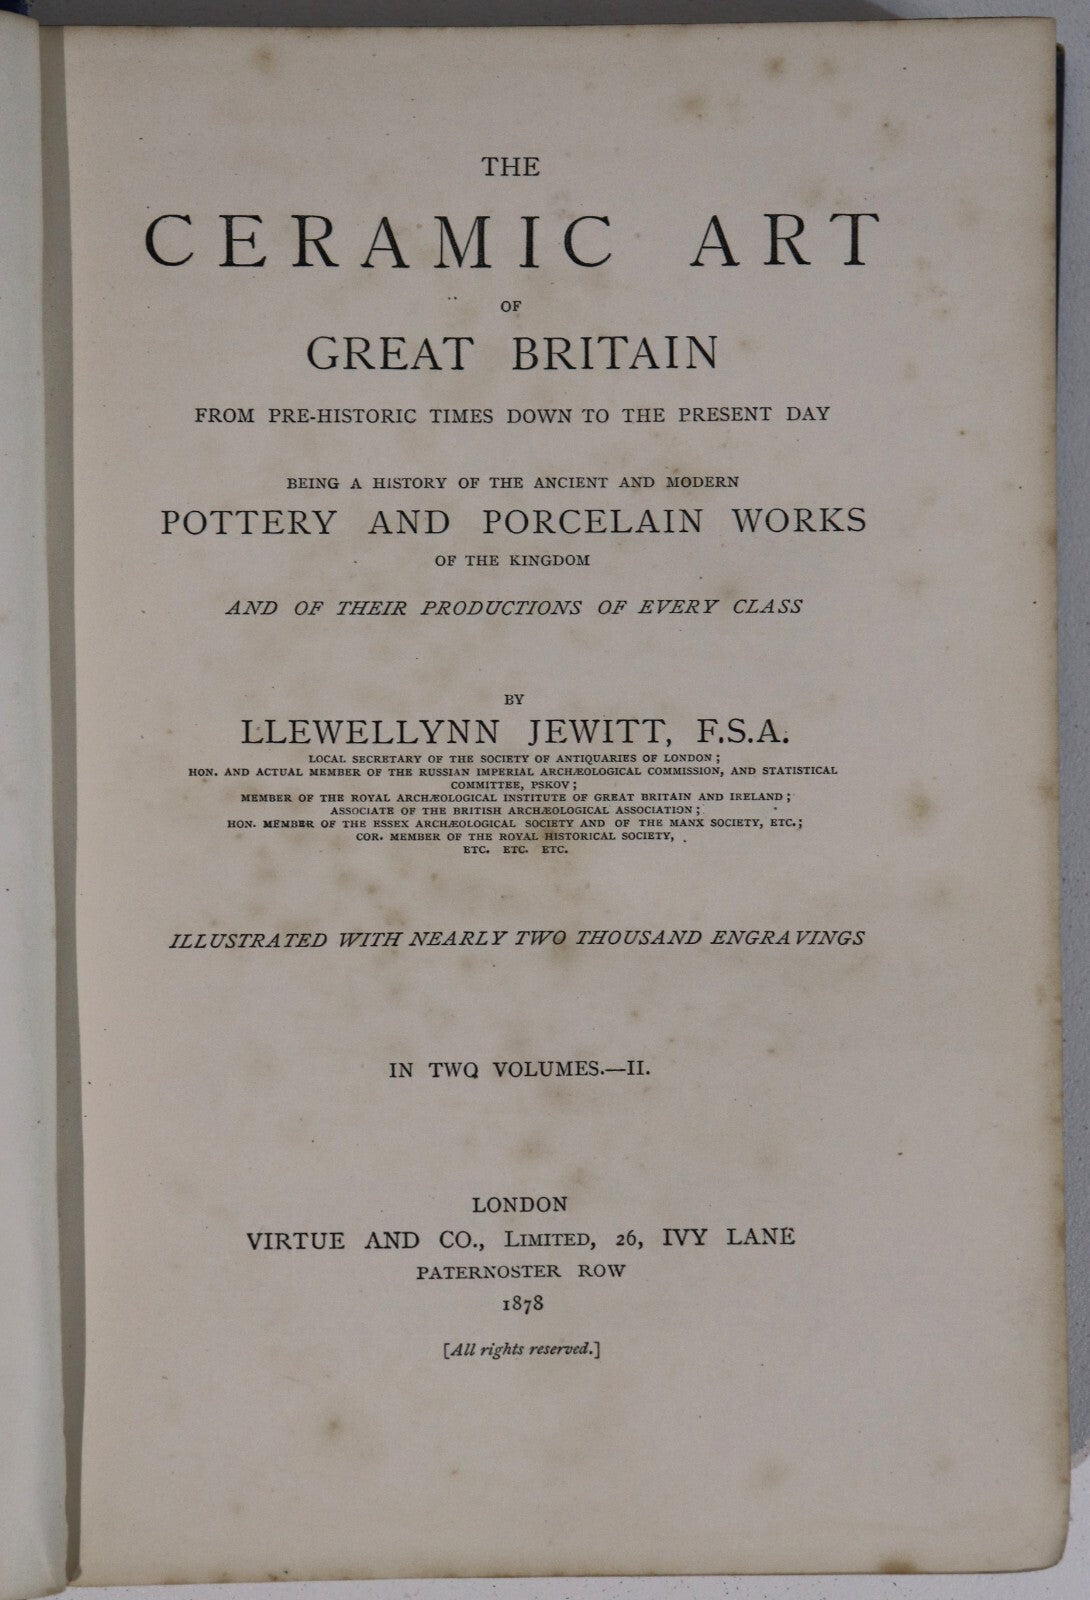 THE
CERAMIC ART
OF
GREAT BRITAIN
FROM PRE-HISTORIC TIMES DOWN TO THE PRESENT DAY
BEING A HISTORY OF THE ANCIENT AND MODERN
POTTERY AND PORCELAIN WORKS
OF THE KINGDOM
AND OF THEIR PRODUCTIONS OF EVERY CLASS
BY
LLEWELLYNN JEWITT, F.S.A.
LOCAL SECRETARY OF THE SOCIETY OF ANTIQUARIES OF LONDON;
HON. AND ACTUAL MEMBER OF THE RUSSIAN IMPERIAL ARCHÆOLOGICAL COMMISSION, AND STATISTICAL
COMMITTEE, PSKOV;
MEMBER OF THE ROYAL ARCHÆOLOGICAL INSTITUTE OF GREAT BRITAIN AND IRELAND;
ASSOCIATE OF THE BRITISH ARCHÆOLOGICAL ASSOCIATION;
HON. MEMBER OF THE ESSEX ARCHÆOLOGICAL SOCIETY AND OF THE MANX SOCIETY, ETC.;
COR. MEMBER OF THE ROYAL HISTORICAL SOCIETY,
ETC. ETC. ETC.
ILLUSTRATED WITH NEARLY TWO THOUSAND ENGRAVINGS
IN TWO VOLUMES.—II.
LONDON
VIRTUE AND CO., LIMITED, 26, IVY LANE
PATERNOSTER ROW
1878
[All rights reserved.]